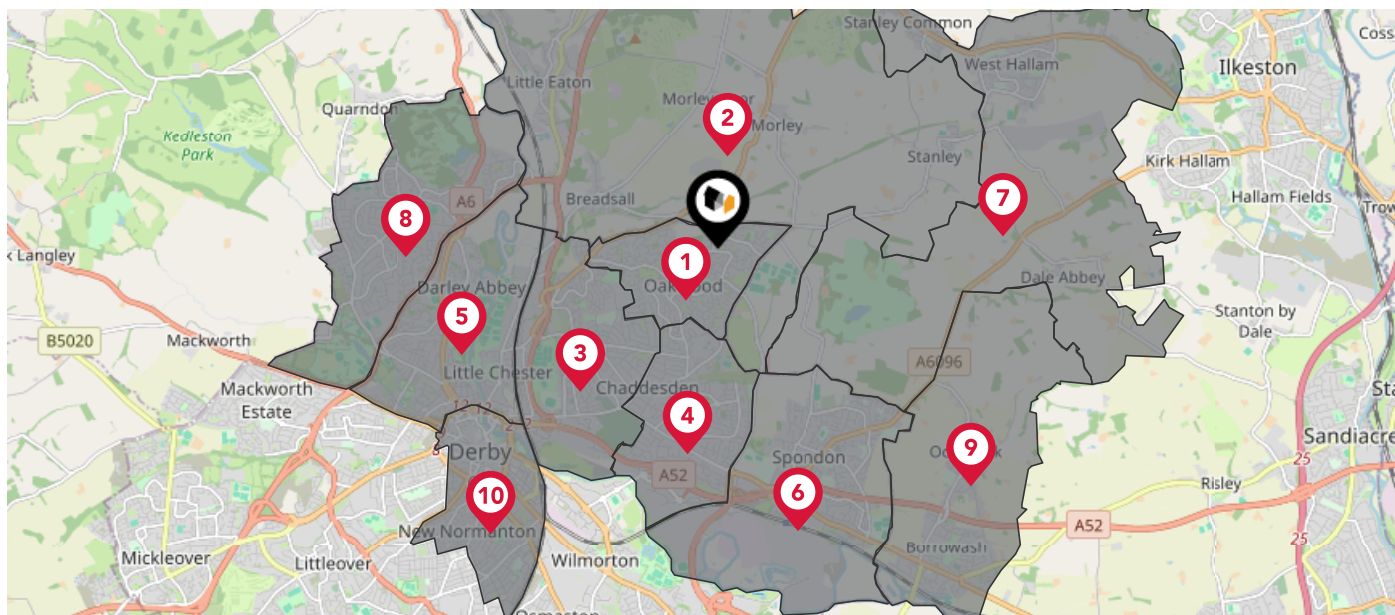 Stanley Common
Coss
West Hallam
Ilkeston
Little Eaton
Quarndon
Morley
2
Morley
Kedleston
Park
Stanley
Kirk Hallam
Hallam Fields
Breadsall
A6
8
7
Trow
k Langley
1
Oakwood
Dale Abbey
Darley Abbey
5
Stanton by
Dale
B5020
Mackworth
3
A6096
Little Chester
Chaddesden
Mackworth
Estate
4
Sta
Derby
Spondon
9
Sandiacre
25
A52
Risley
6
10
A52
New Normanton
25
Mickleover
Littleover
Wilmorton
Borrowash
Osmaston